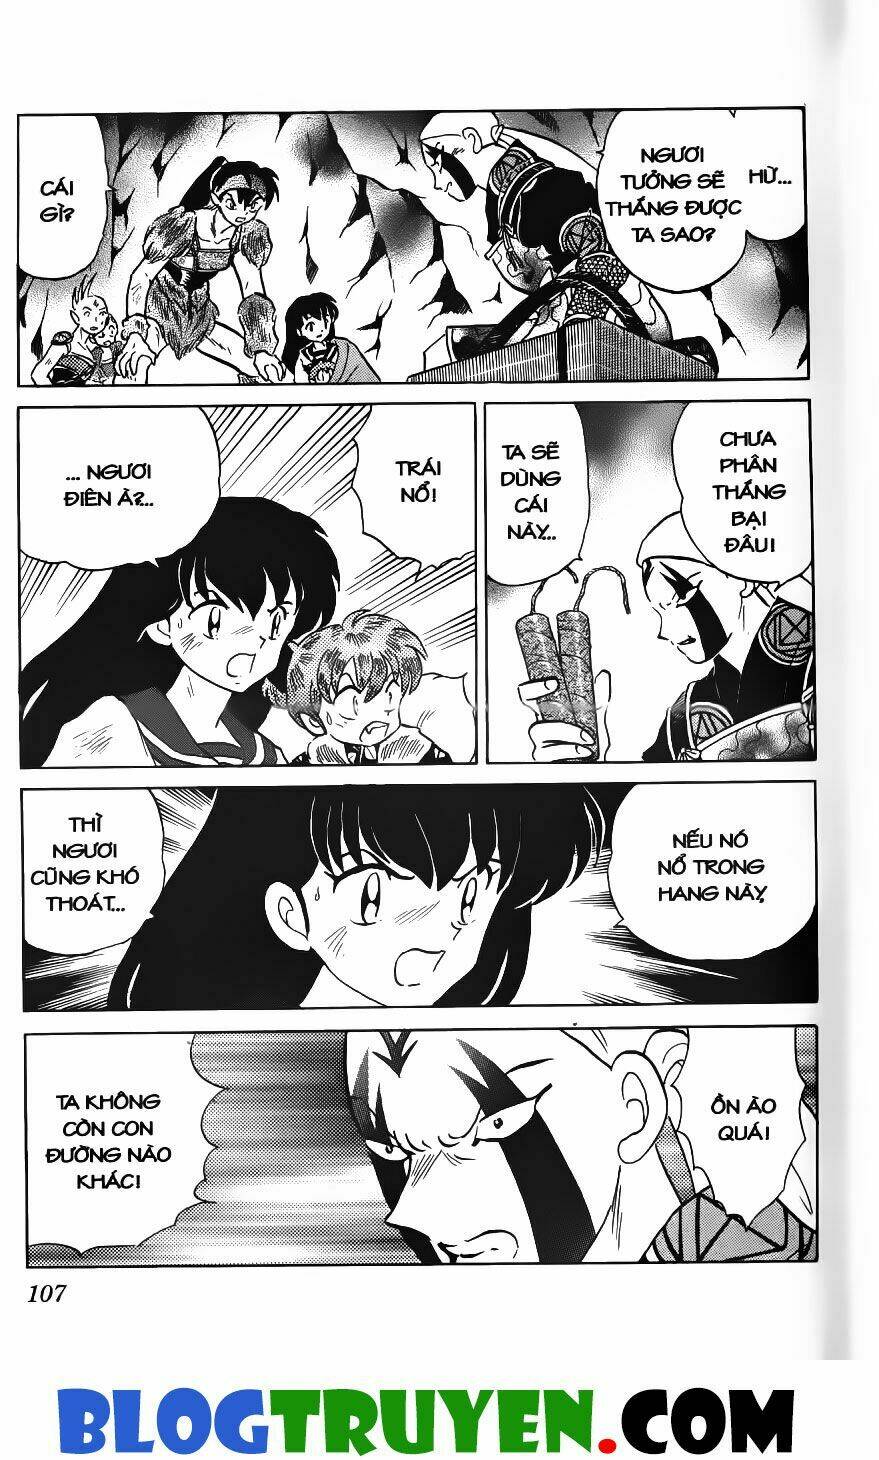 HỪ...
NGƯƠI
TƯỞNG SẼ
THẮNG ĐƯỢC
TA SAO?
CÁI
GÌ?
CHƯA
PHÂN
THẮNG
BẠI
ĐÂU!
TA SẼ
DÙNG
CÁI
NÀY...
TRÁI
NỔ!
... NGƯƠI
ĐIÊN À?...
NẾU NÓ
NỔ TRONG
HANG NÀY,
THÌ
NGƯƠI
CŨNG KHÓ
THOÁT...
ỒN ÀO
QUÁ!
TA KHÔNG
CÒN CON
ĐƯỜNG NÀO
KHÁC!
107
BLOGTRUYEN.COM